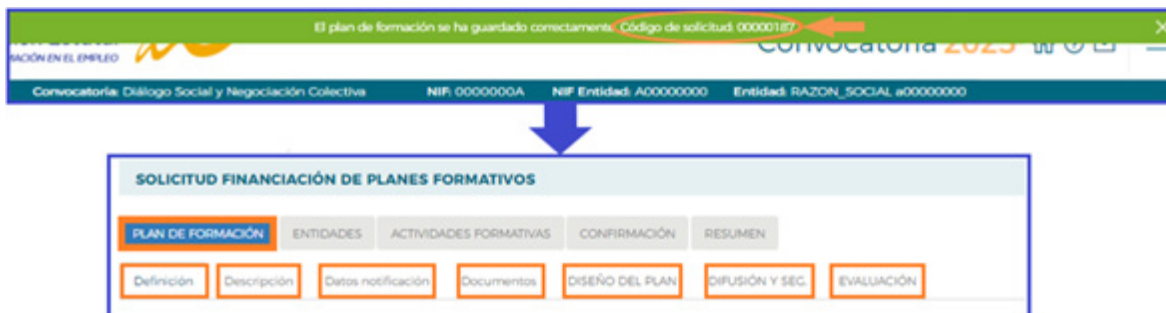 El plan de formación se ha guardado correctamente. Código de solicitud: 00000187
ACIÓN EN EL EMPLEO
Convocatoria 2023
Convocatoria: Diálogo Social y Negociación Colectiva NIF: 0000000A NIF Entidad: A00000000 Entidad: RAZON_SOCIAL a00000000
SOLICITUD FINANCIACIÓN DE PLANES FORMATIVOS
PLAN DE FORMACIÓN ENTIDADES ACTIVIDADES FORMATIVAS CONFIRMACIÓN RESUMEN
Definición Descripción Datos notificación Documentos DISEÑO DEL PLAN DIFUSIÓN Y SEG. EVALUACIÓN